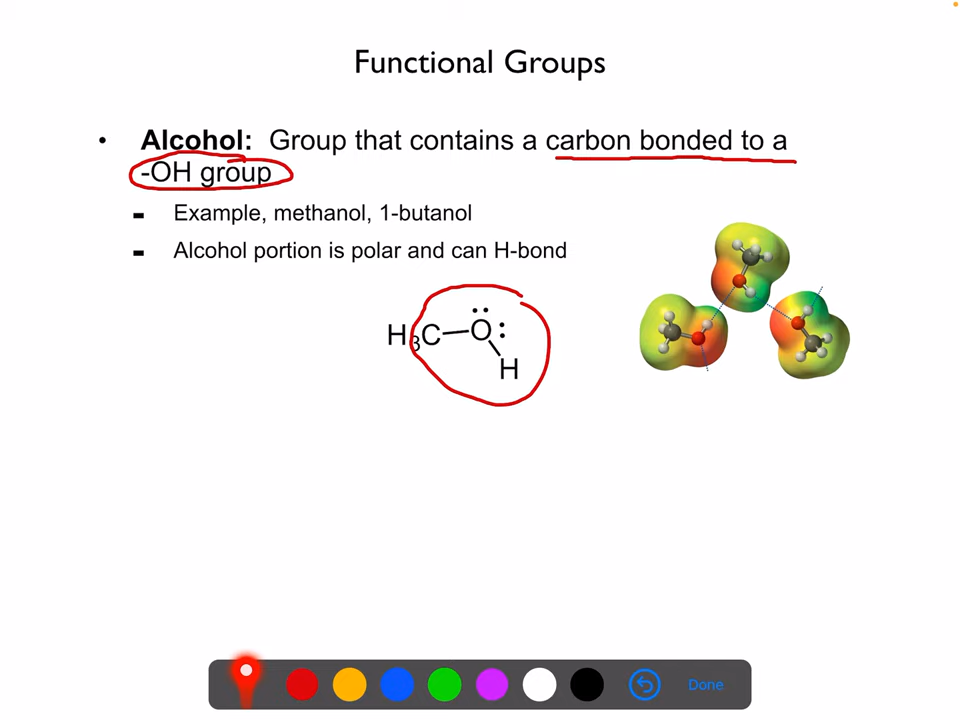 Functional Groups
• Alcohol: Group that contains a carbon bonded to a
-OH group
- Example, methanol, 1-butanol
- Alcohol portion is polar and can H-bond
H₃C O
H
Done